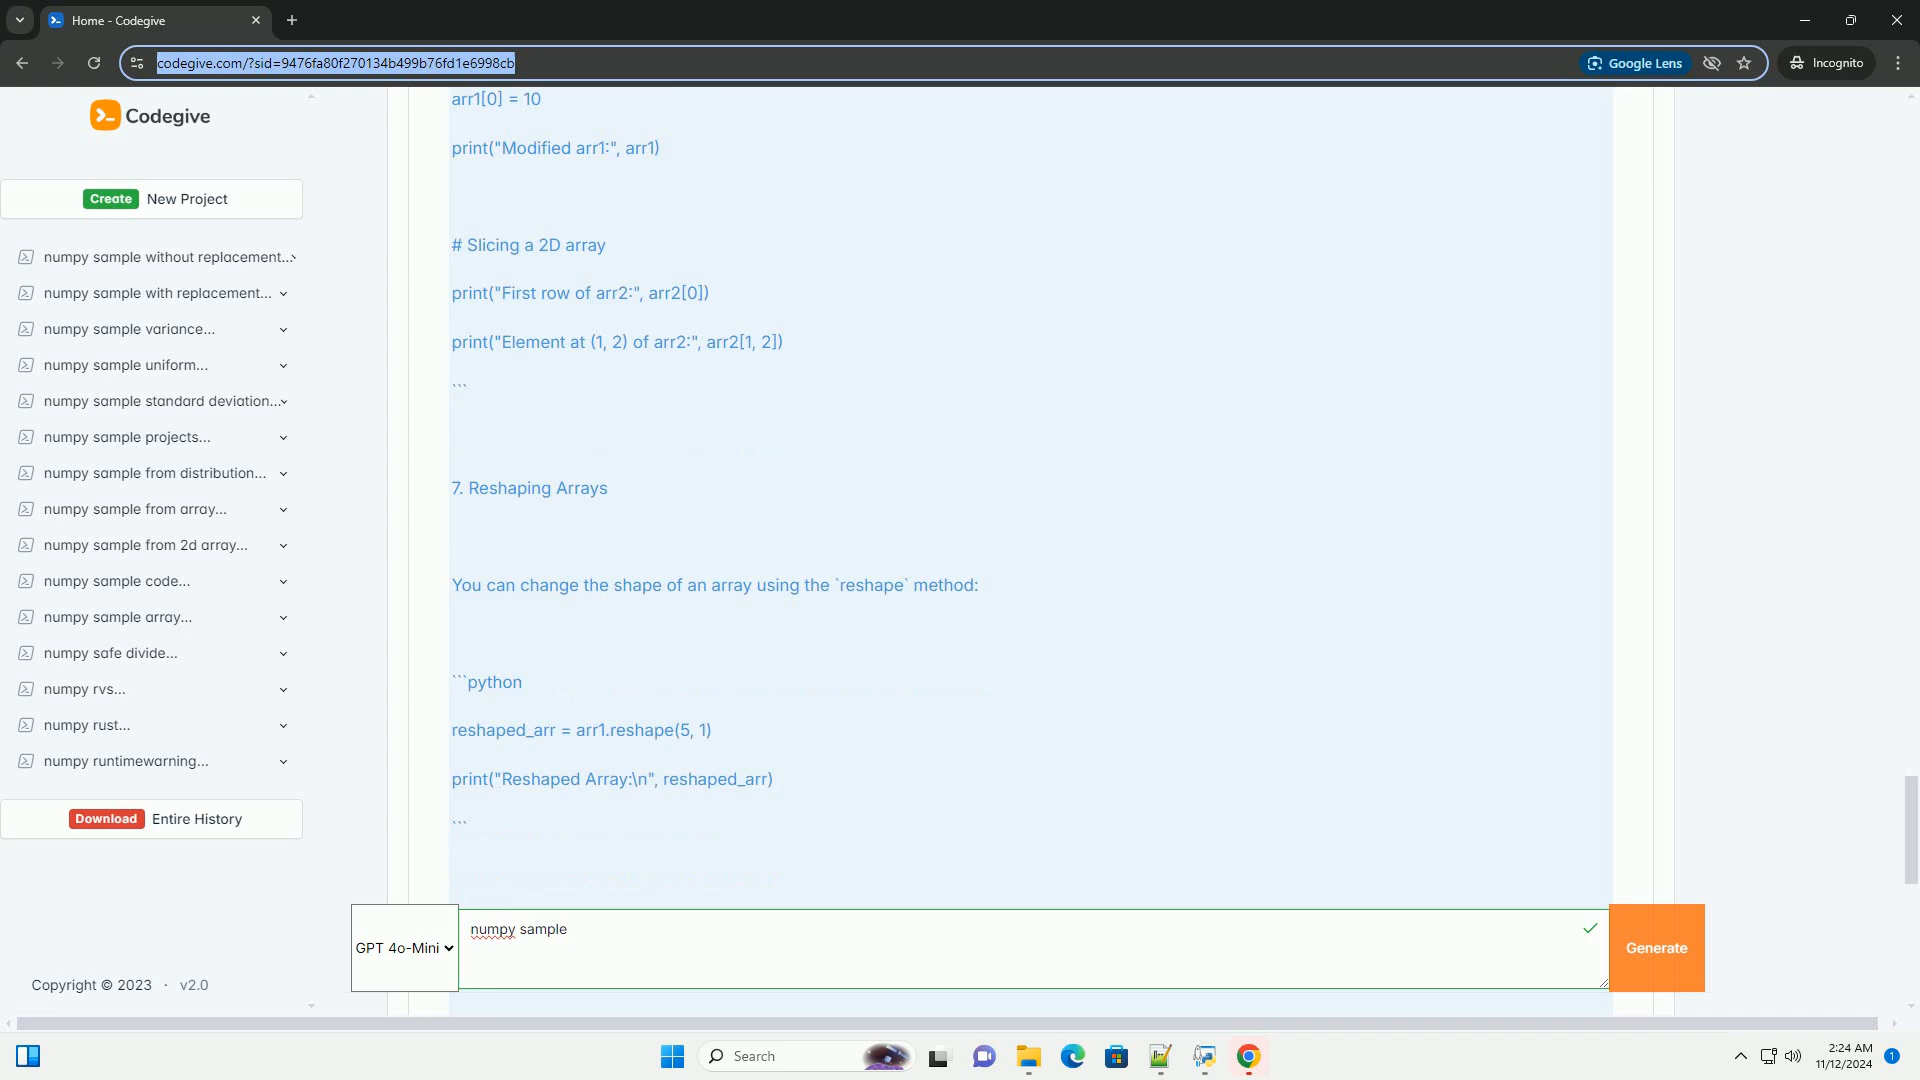 Home - Codegive
codegive.com/?sid=9476fa80f270134b499b76fd1e6998cb
Google Lens
Incognito
Codegive
Create New Project
numpy sample without replacement...
numpy sample with replacement...
numpy sample variance...
numpy sample uniform...
numpy sample standard deviation...
numpy sample projects...
numpy sample from distribution...
numpy sample from array...
numpy sample from 2d array...
numpy sample code...
numpy sample array...
numpy safe divide...
numpy rvs...
numpy rust...
numpy runtimewarning...
Download Entire History
Copyright © 2023 · v2.0
arr1[0] = 10
print("Modified arr1:", arr1)
# Slicing a 2D array
print("First row of arr2:", arr2[0])
print("Element at (1, 2) of arr2:", arr2[1, 2])
```
7. Reshaping Arrays
You can change the shape of an array using the `reshape` method:
```python
reshaped_arr = arr1.reshape(5, 1)
print("Reshaped Array:\n", reshaped_arr)
```
GPT 4o-Mini
numpy sample
Generate
Search
2:24 AM
11/12/2024
1